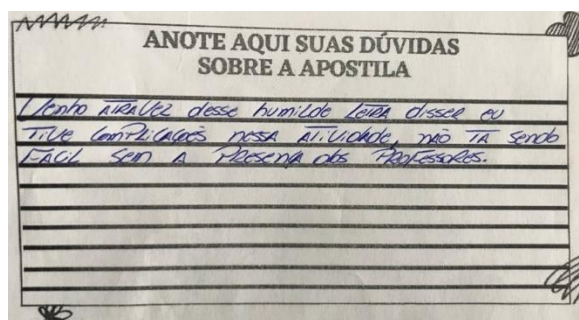 ANOTE AQUI SUAS DÚVIDAS
SOBRE A APOSTILA
Venho ATRAVEZ desse humilde LETRA disser eu
TIVE COMPLICAÇÕES nessa ATIVIDADE, NÃO TA sendo
FACIL SEM A PRESENÇA dos PROFESSORES.